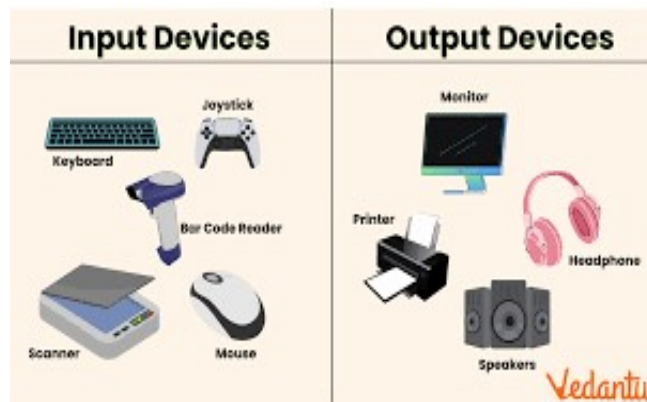 Input Devices
Output Devices
Joystick
Keyboard
Bar Code Reader
Scanner
Mouse
Monitor
Printer
Headphone
Speakers
Vedantu